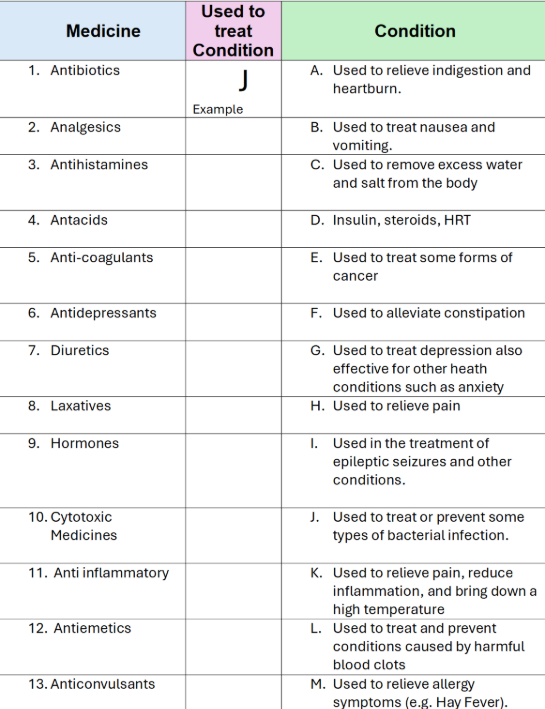 Medicine
Used to
treat
Condition
Condition
1. Antibiotics
J
Example
A. Used to relieve indigestion and
heartburn.
2. Analgesics
B. Used to treat nausea and
vomiting.
3. Antihistamines
C. Used to remove excess water
and salt from the body
4. Antacids
D. Insulin, steroids, HRT
5. Anti-coagulants
E. Used to treat some forms of
cancer
6. Antidepressants
F. Used to alleviate constipation
7. Diuretics
G. Used to treat depression also
effective for other heath
conditions such as anxiety
8. Laxatives
H. Used to relieve pain
9. Hormones
I. Used in the treatment of
epileptic seizures and other
conditions.
10. Cytotoxic
Medicines
J. Used to treat or prevent some
types of bacterial infection.
11. Anti inflammatory
K. Used to relieve pain, reduce
inflammation, and bring down a
high temperature
12. Antiemetics
L. Used to treat and prevent
conditions caused by harmful
blood clots
13. Anticonvulsants
M. Used to relieve allergy
symptoms (e.g. Hay Fever).